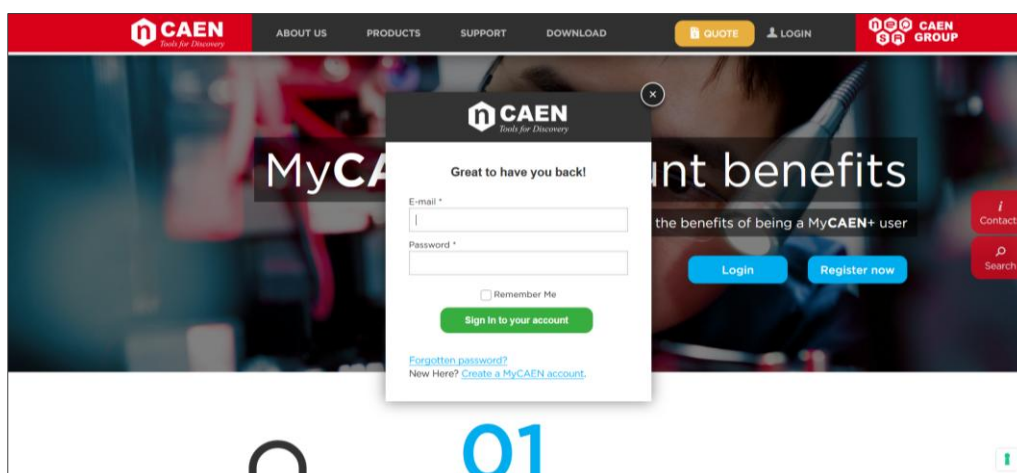 CAEN
Tools for Discovery
ABOUT US
PRODUCTS
SUPPORT
DOWNLOAD
QUOTE
LOGIN
CAEN
GROUP
CAEN
Tools for Discovery
Great to have you back!
MyCA
unt benefits
E-mail *
the benefits of being a MyCAEN+ user
Password *
Login
Register now
Remember Me
Sign In to your account
Forgotten password?
New Here? Create a MyCAEN account.
i
Contact
Search
01